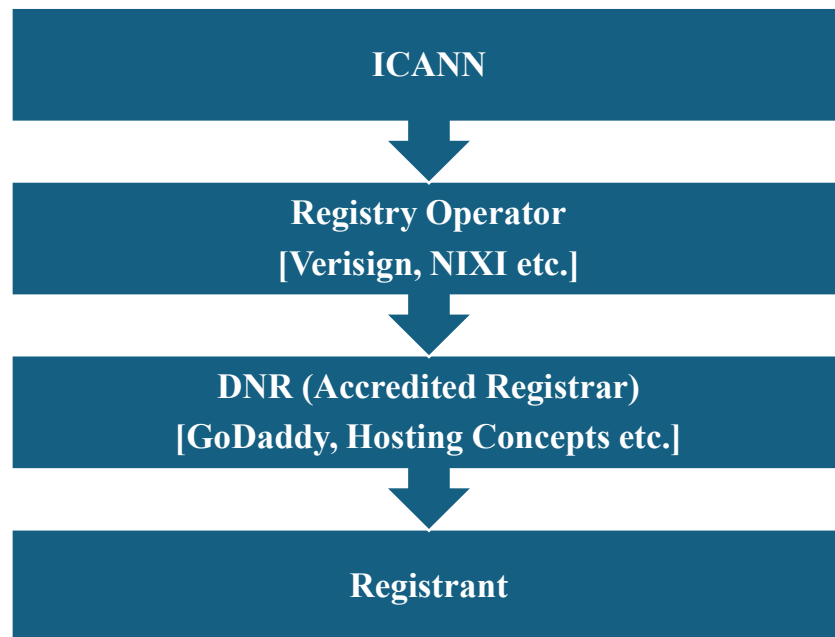 ICANN
Registry Operator
[Verisign, NIXI etc.]
DNR (Accredited Registrar)
[GoDaddy, Hosting Concepts etc.]
Registrant